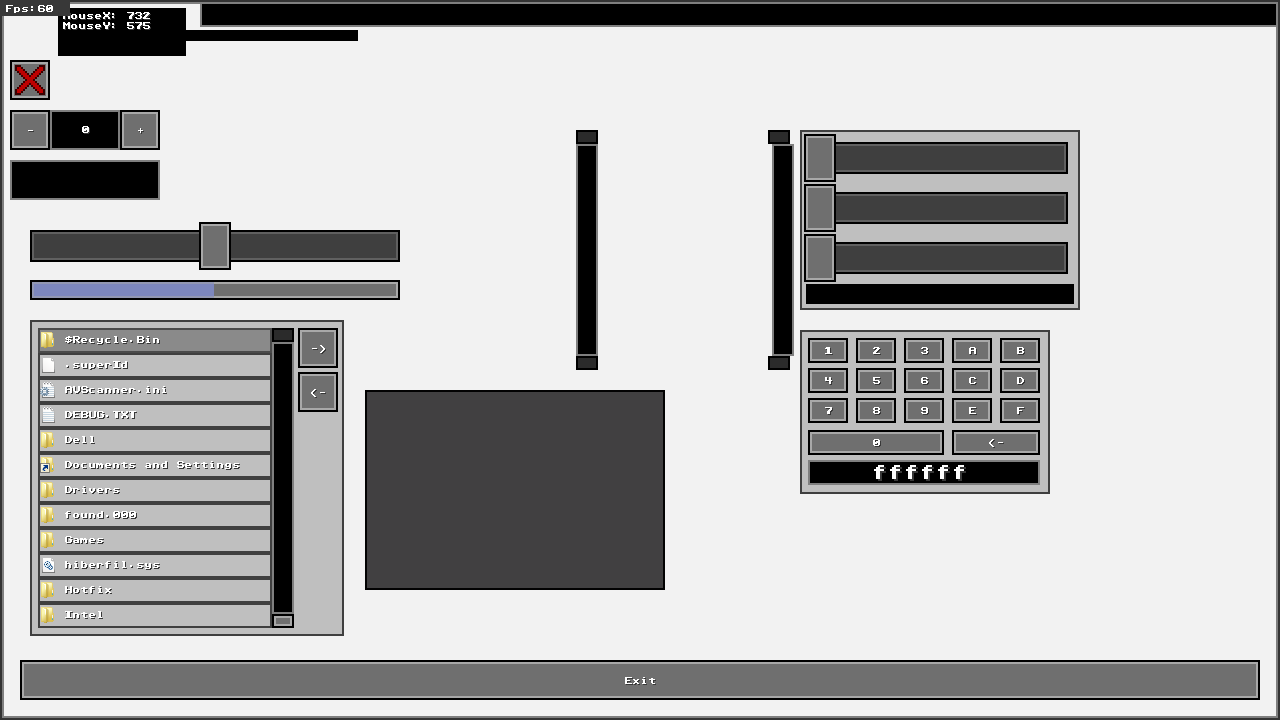 Fps:60
MouseX: 732
MouseY: 575
- 0 +
$Recycle.Bin
.superId
AVScanner.ini
DEBUG.TXT
Dell
Documents and Settings
Drivers
found.000
Games
hiberfil.sys
Hotfix
Intel
->
<-
1 2 3 A B
4 5 6 C D
7 8 9 E F
0 <-
ffffff
Exit